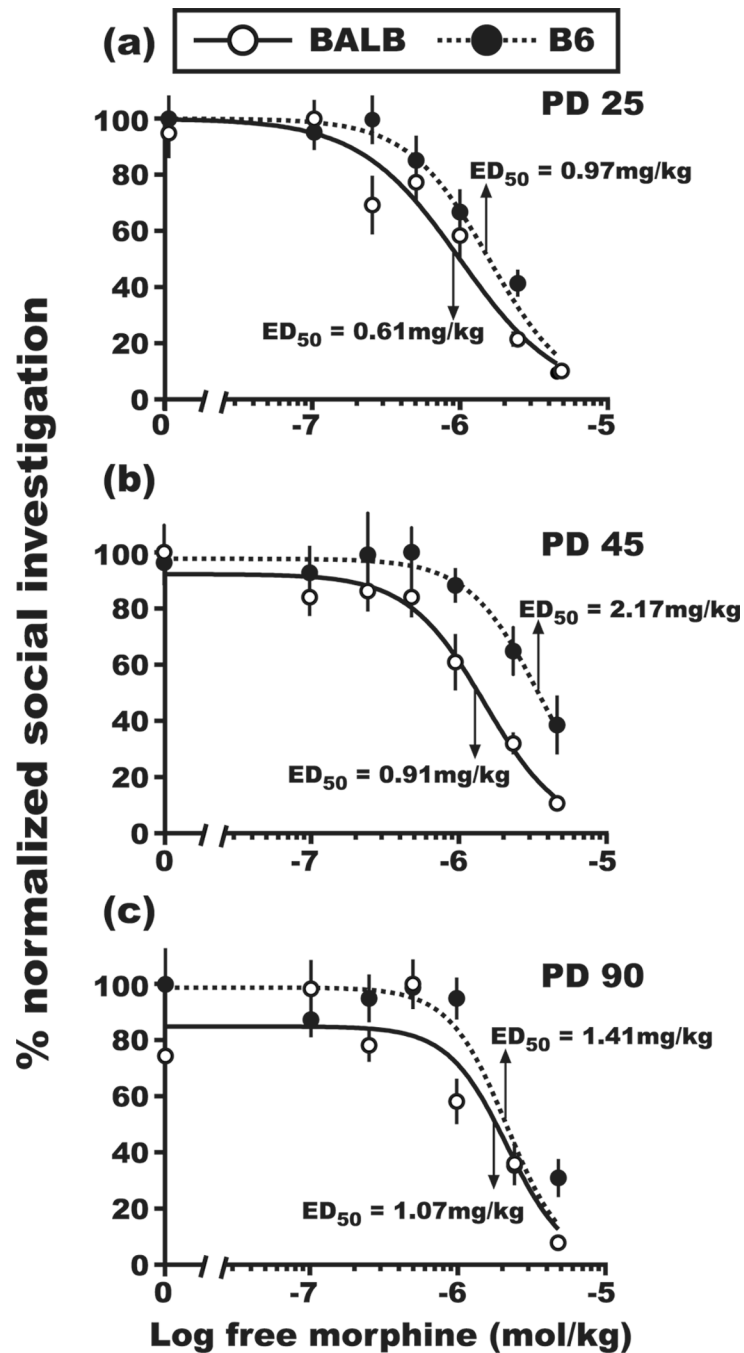 (a) BALB B6
PD 25
100
80
60
40
20
0
ED50 = 0.97mg/kg
ED50 = 0.61mg/kg
0 -7 -6 -5
(b)
PD 45
100
80
60
40
20
0
ED50 = 2.17mg/kg
ED50 = 0.91mg/kg
0 -7 -6 -5
(c)
PD 90
100
80
60
40
20
0
ED50 = 1.41mg/kg
ED50 = 1.07mg/kg
0 -7 -6 -5
Log free morphine (mol/kg)
% normalized social investigation